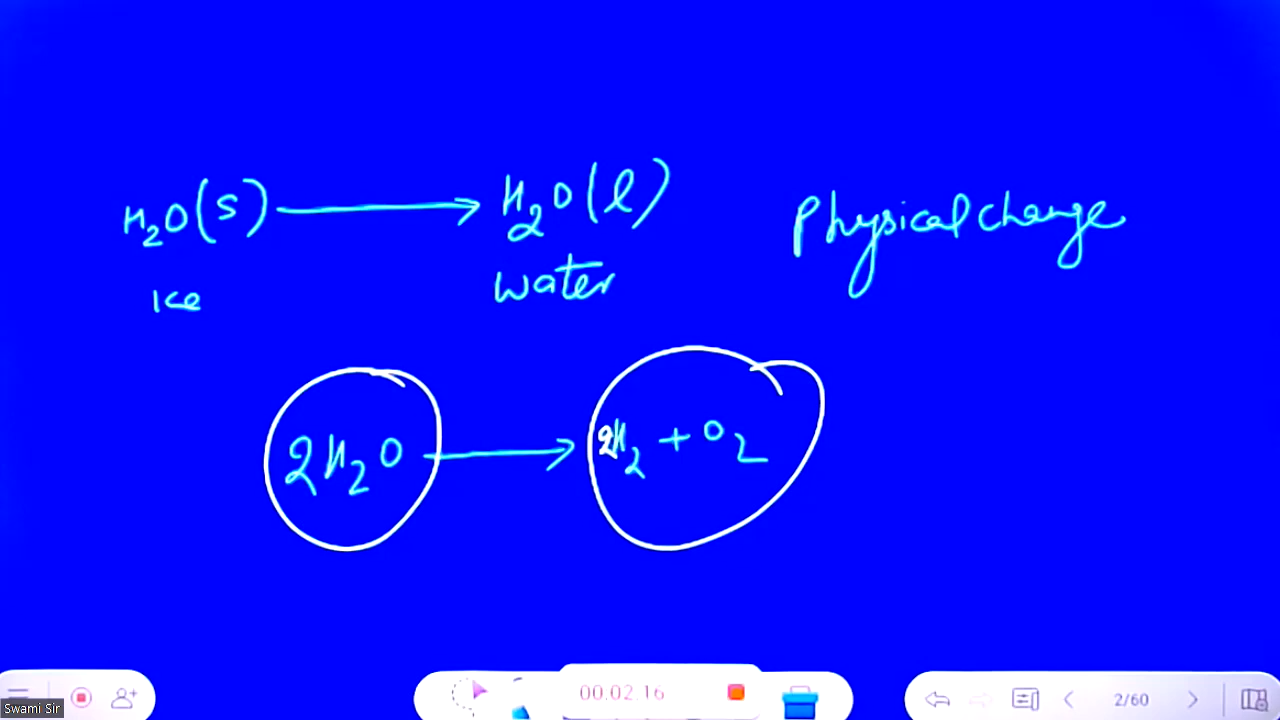 H₂O(s) ⟶ H₂O(l) Physical change
Ice water
2H₂O ⟶ 2H₂ + O₂
00.02.16
2/60
Swami Sir